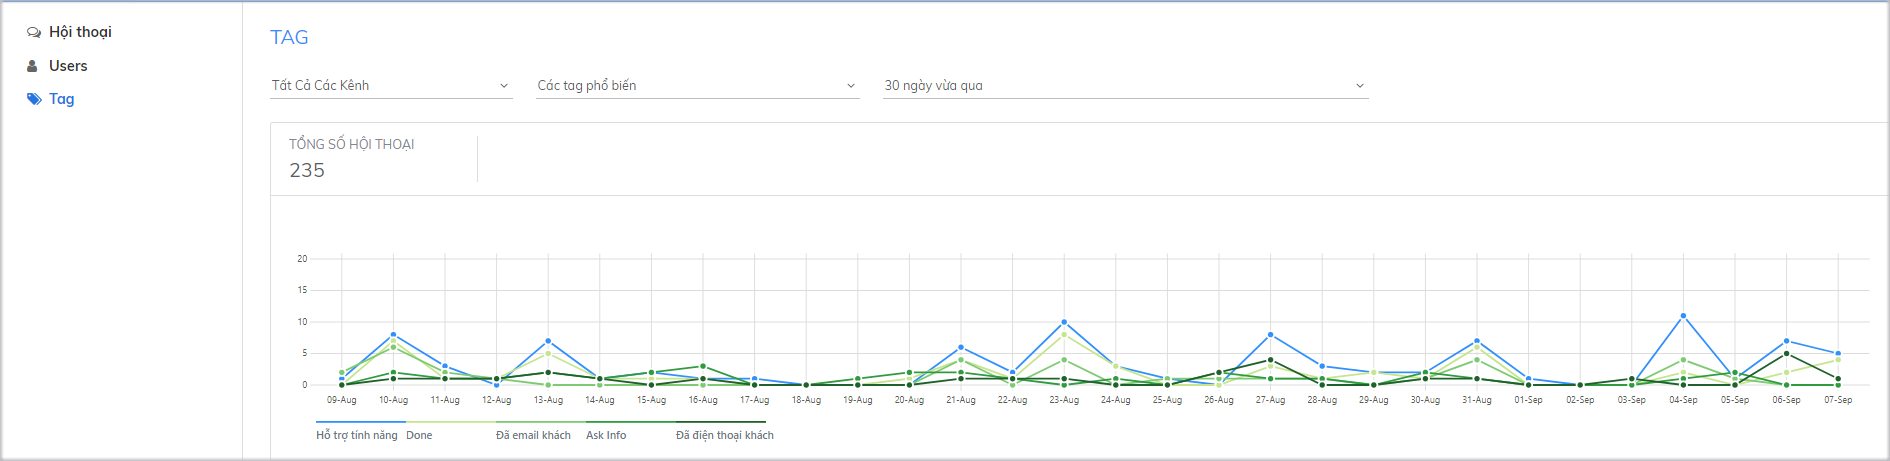 Hội thoại
Users
Tag
TAG
Tất Cả Các Kênh
Các tag phổ biến
30 ngày vừa qua
TỔNG SỐ HỘI THOẠI
235
20
15
10
5
0
09-Aug 10-Aug 11-Aug 12-Aug 13-Aug 14-Aug 15-Aug 16-Aug 17-Aug 18-Aug 19-Aug 20-Aug 21-Aug 22-Aug 23-Aug 24-Aug 25-Aug 26-Aug 27-Aug 28-Aug 29-Aug 30-Aug 31-Aug 01-Sep 02-Sep 03-Sep 04-Sep 05-Sep 06-Sep 07-Sep
Hỗ trợ tính năng Done Đã email khách Ask Info Đã điện thoại khách